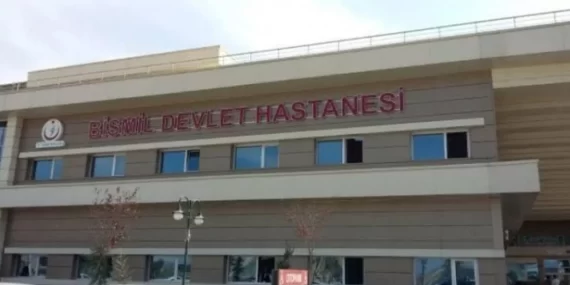 BİSMİL DEVLET HASTANESİ